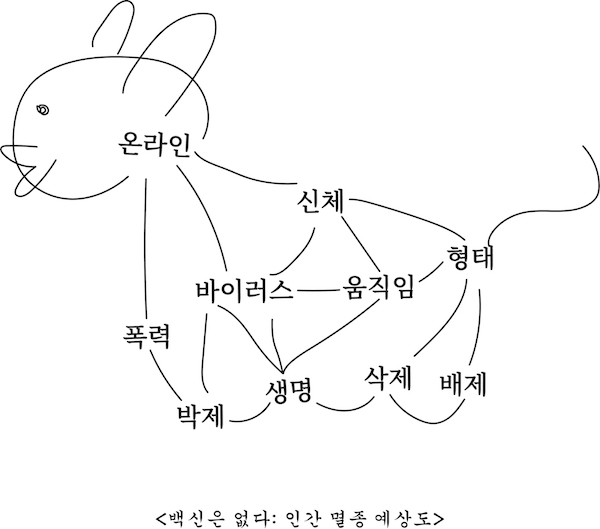 온라인
신체
형태
바이러스
움직임
폭력
생명
삭제
배제
박제
<백신은 없다: 인간 멸종 예상도>